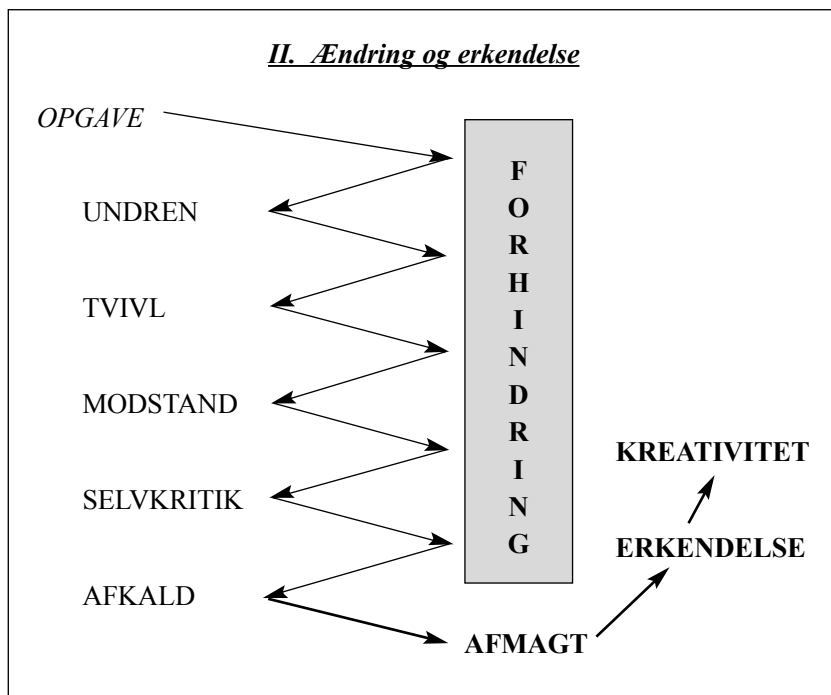 II. Ændring og erkendelse
OPGAVE
UNDREN
TVIVL
MODSTAND
SELVKRITIK
AFKALD
F
O
R
H
I
N
D
R
I
N
G
AFMAGT
ERKENDELSE
KREATIVITET